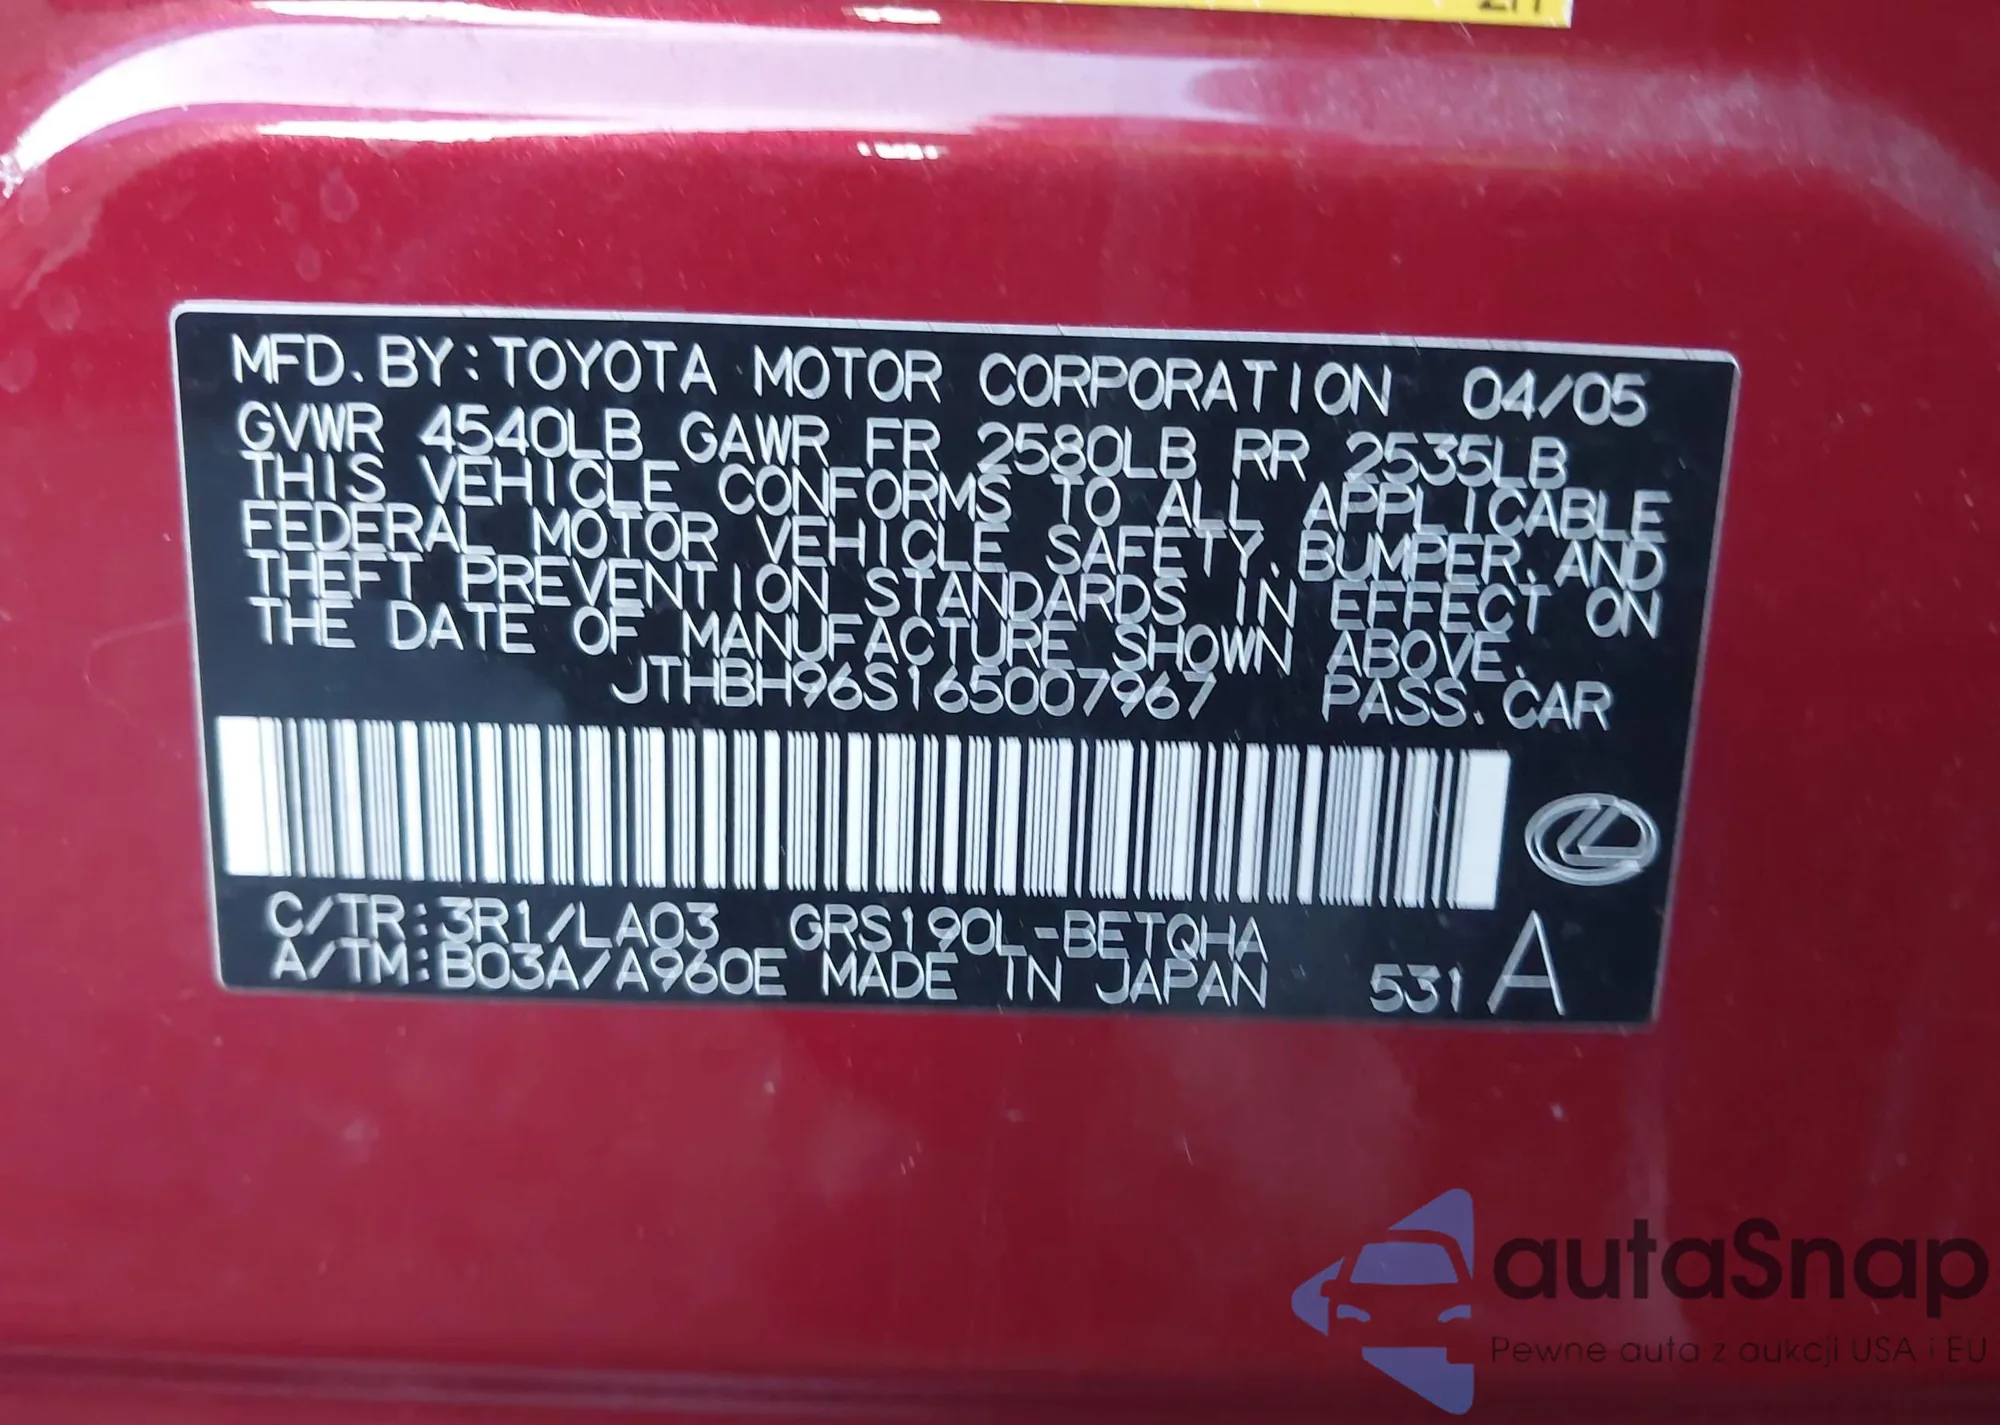 MFD. BY: TOYOTA MOTOR CORPORATION 04/05
GVWR 4540LB GAWR FR 2580LB RR 2535LB
THIS VEHICLE CONFORMS TO ALL APPLICABLE
FEDERAL MOTOR VEHICLE SAFETY, BUMPER, AND
THEFT PREVENTION STANDARDS IN EFFECT ON
THE DATE OF MANUFACTURE SHOWN ABOVE.
JTHBH96S165007967 PASS. CAR
C/TR: 3R1/LA03 GRS190L-BETQHA
A/TM: B03A/A960E MADE IN JAPAN 531 A
autaSnap
Pewne auta z aukcji USA i EU